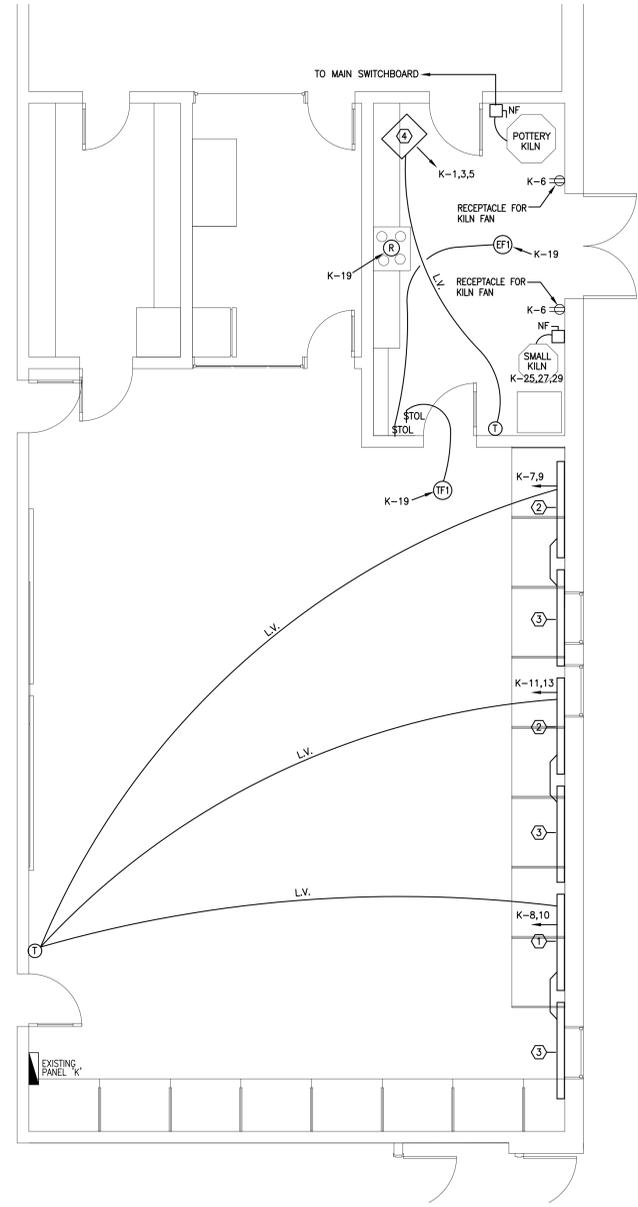 TO MAIN SWITCHBOARD
NF
POTTERY
KILN
4
K-1,3,5
K-6
RECEPTACLE FOR
KILN FAN
R
EF1
K-19
K-19
L.V.
RECEPTACLE FOR
KILN FAN
K-6
NF
SMALL
KILN
K-25,27,29
STOL
STOL
T
K-19
TF1
K-7,9
2
L.V.
3
K-11,13
2
L.V.
3
L.V.
K-8,10
1
T
3
EXISTING
PANEL 'K'